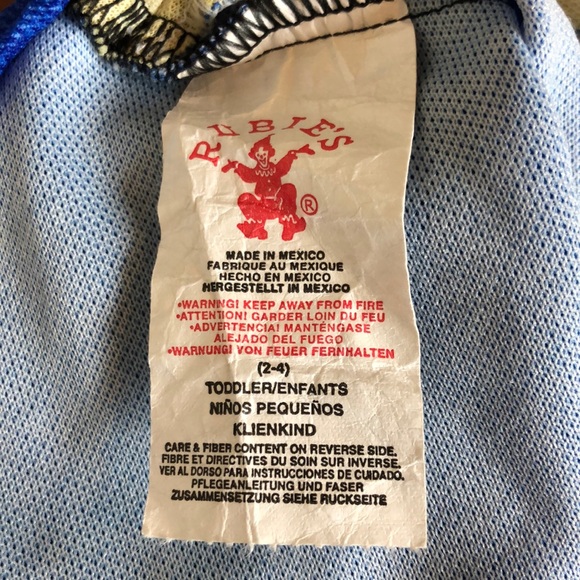 RUBIE'S
®
MADE IN MEXICO
FABRIQUE AU MEXIQUE
HECHO EN MEXICO
HERGESTELLT IN MEXICO
•WARNING! KEEP AWAY FROM FIRE
•ATTENTION! GARDER LOIN DU FEU
•ADVERTENCIA! MANTÉNGASE
ALEJADO DEL FUEGO
•WARNUNG! VON FEUER FERNHALTEN
(2-4)
TODDLER/ENFANTS
NIÑOS PEQUEÑOS
KLIENKIND
CARE & FIBER CONTENT ON REVERSE SIDE.
FIBRE ET DIRECTIVES DU SOIN SUR INVERSE.
VER AL DORSO PARA INSTRUCCIONES DE CUIDADO.
PFLEGEANLEITUNG UND FASER
ZUSAMMENSETZUNG SIEHE RUCKSEITE